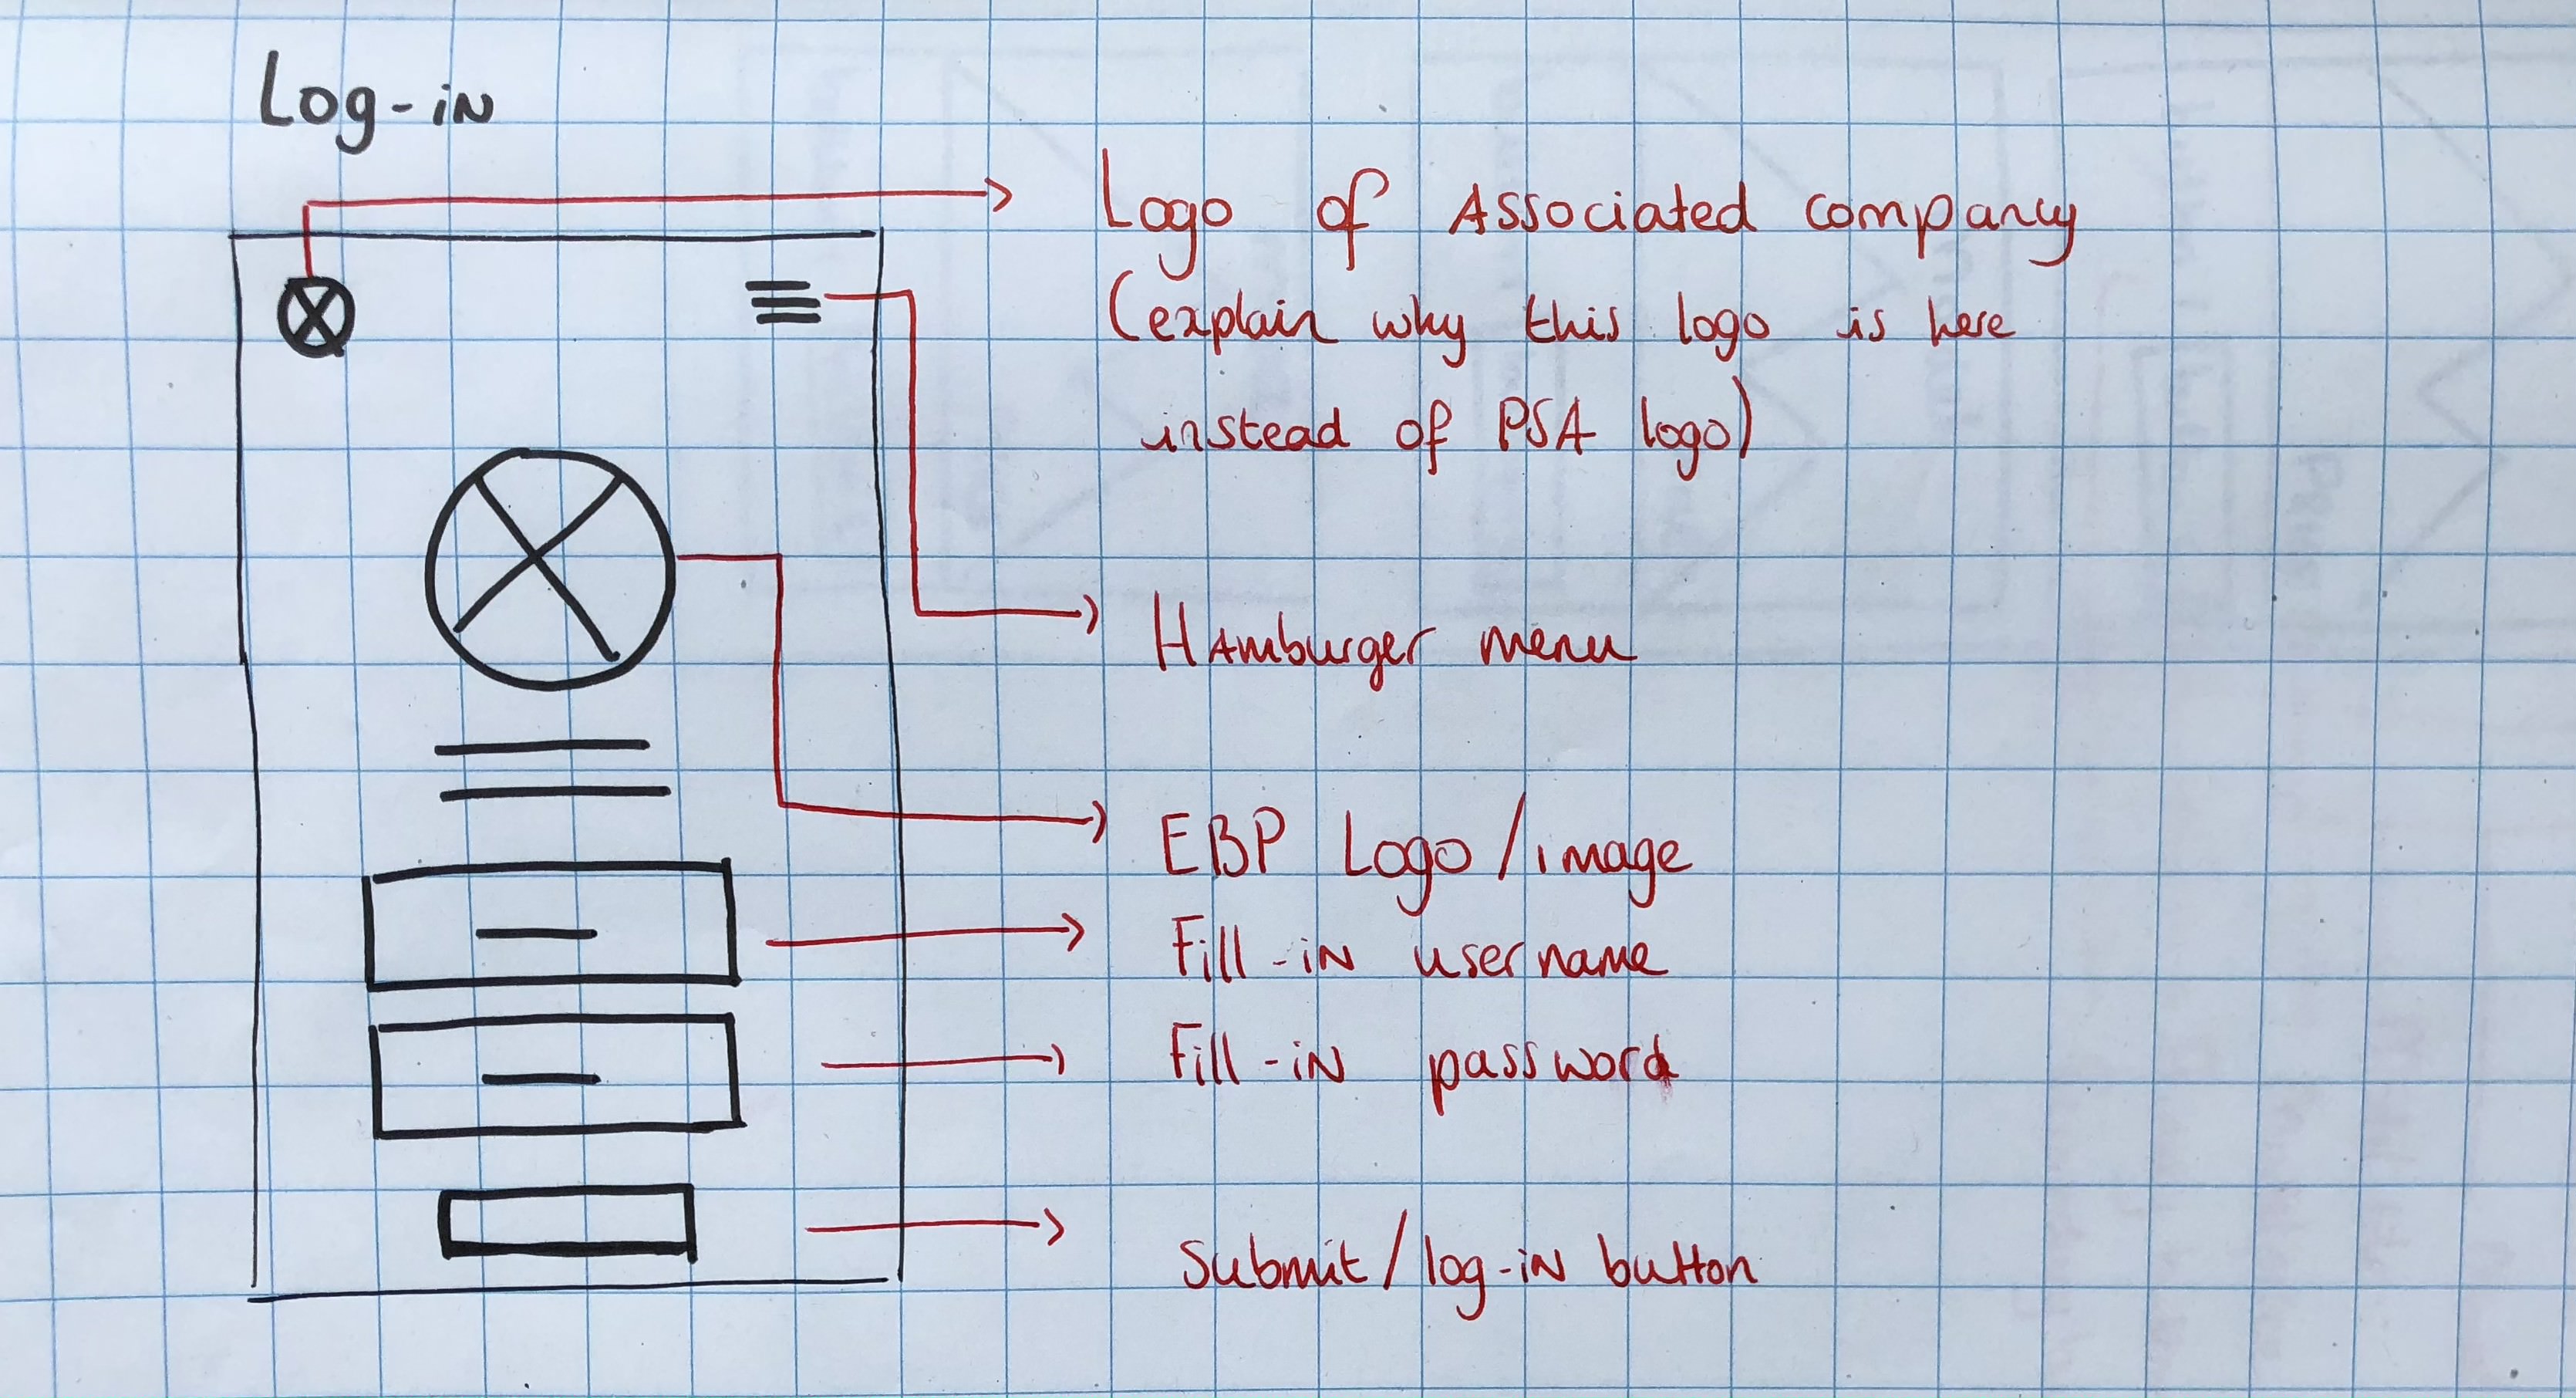 Log-in
Logo of Associated company
(explain why this logo is here
instead of PSA logo)
Hamburger menu
EBP Logo/image
Fill-in username
Fill-in password
Submit/log-in button